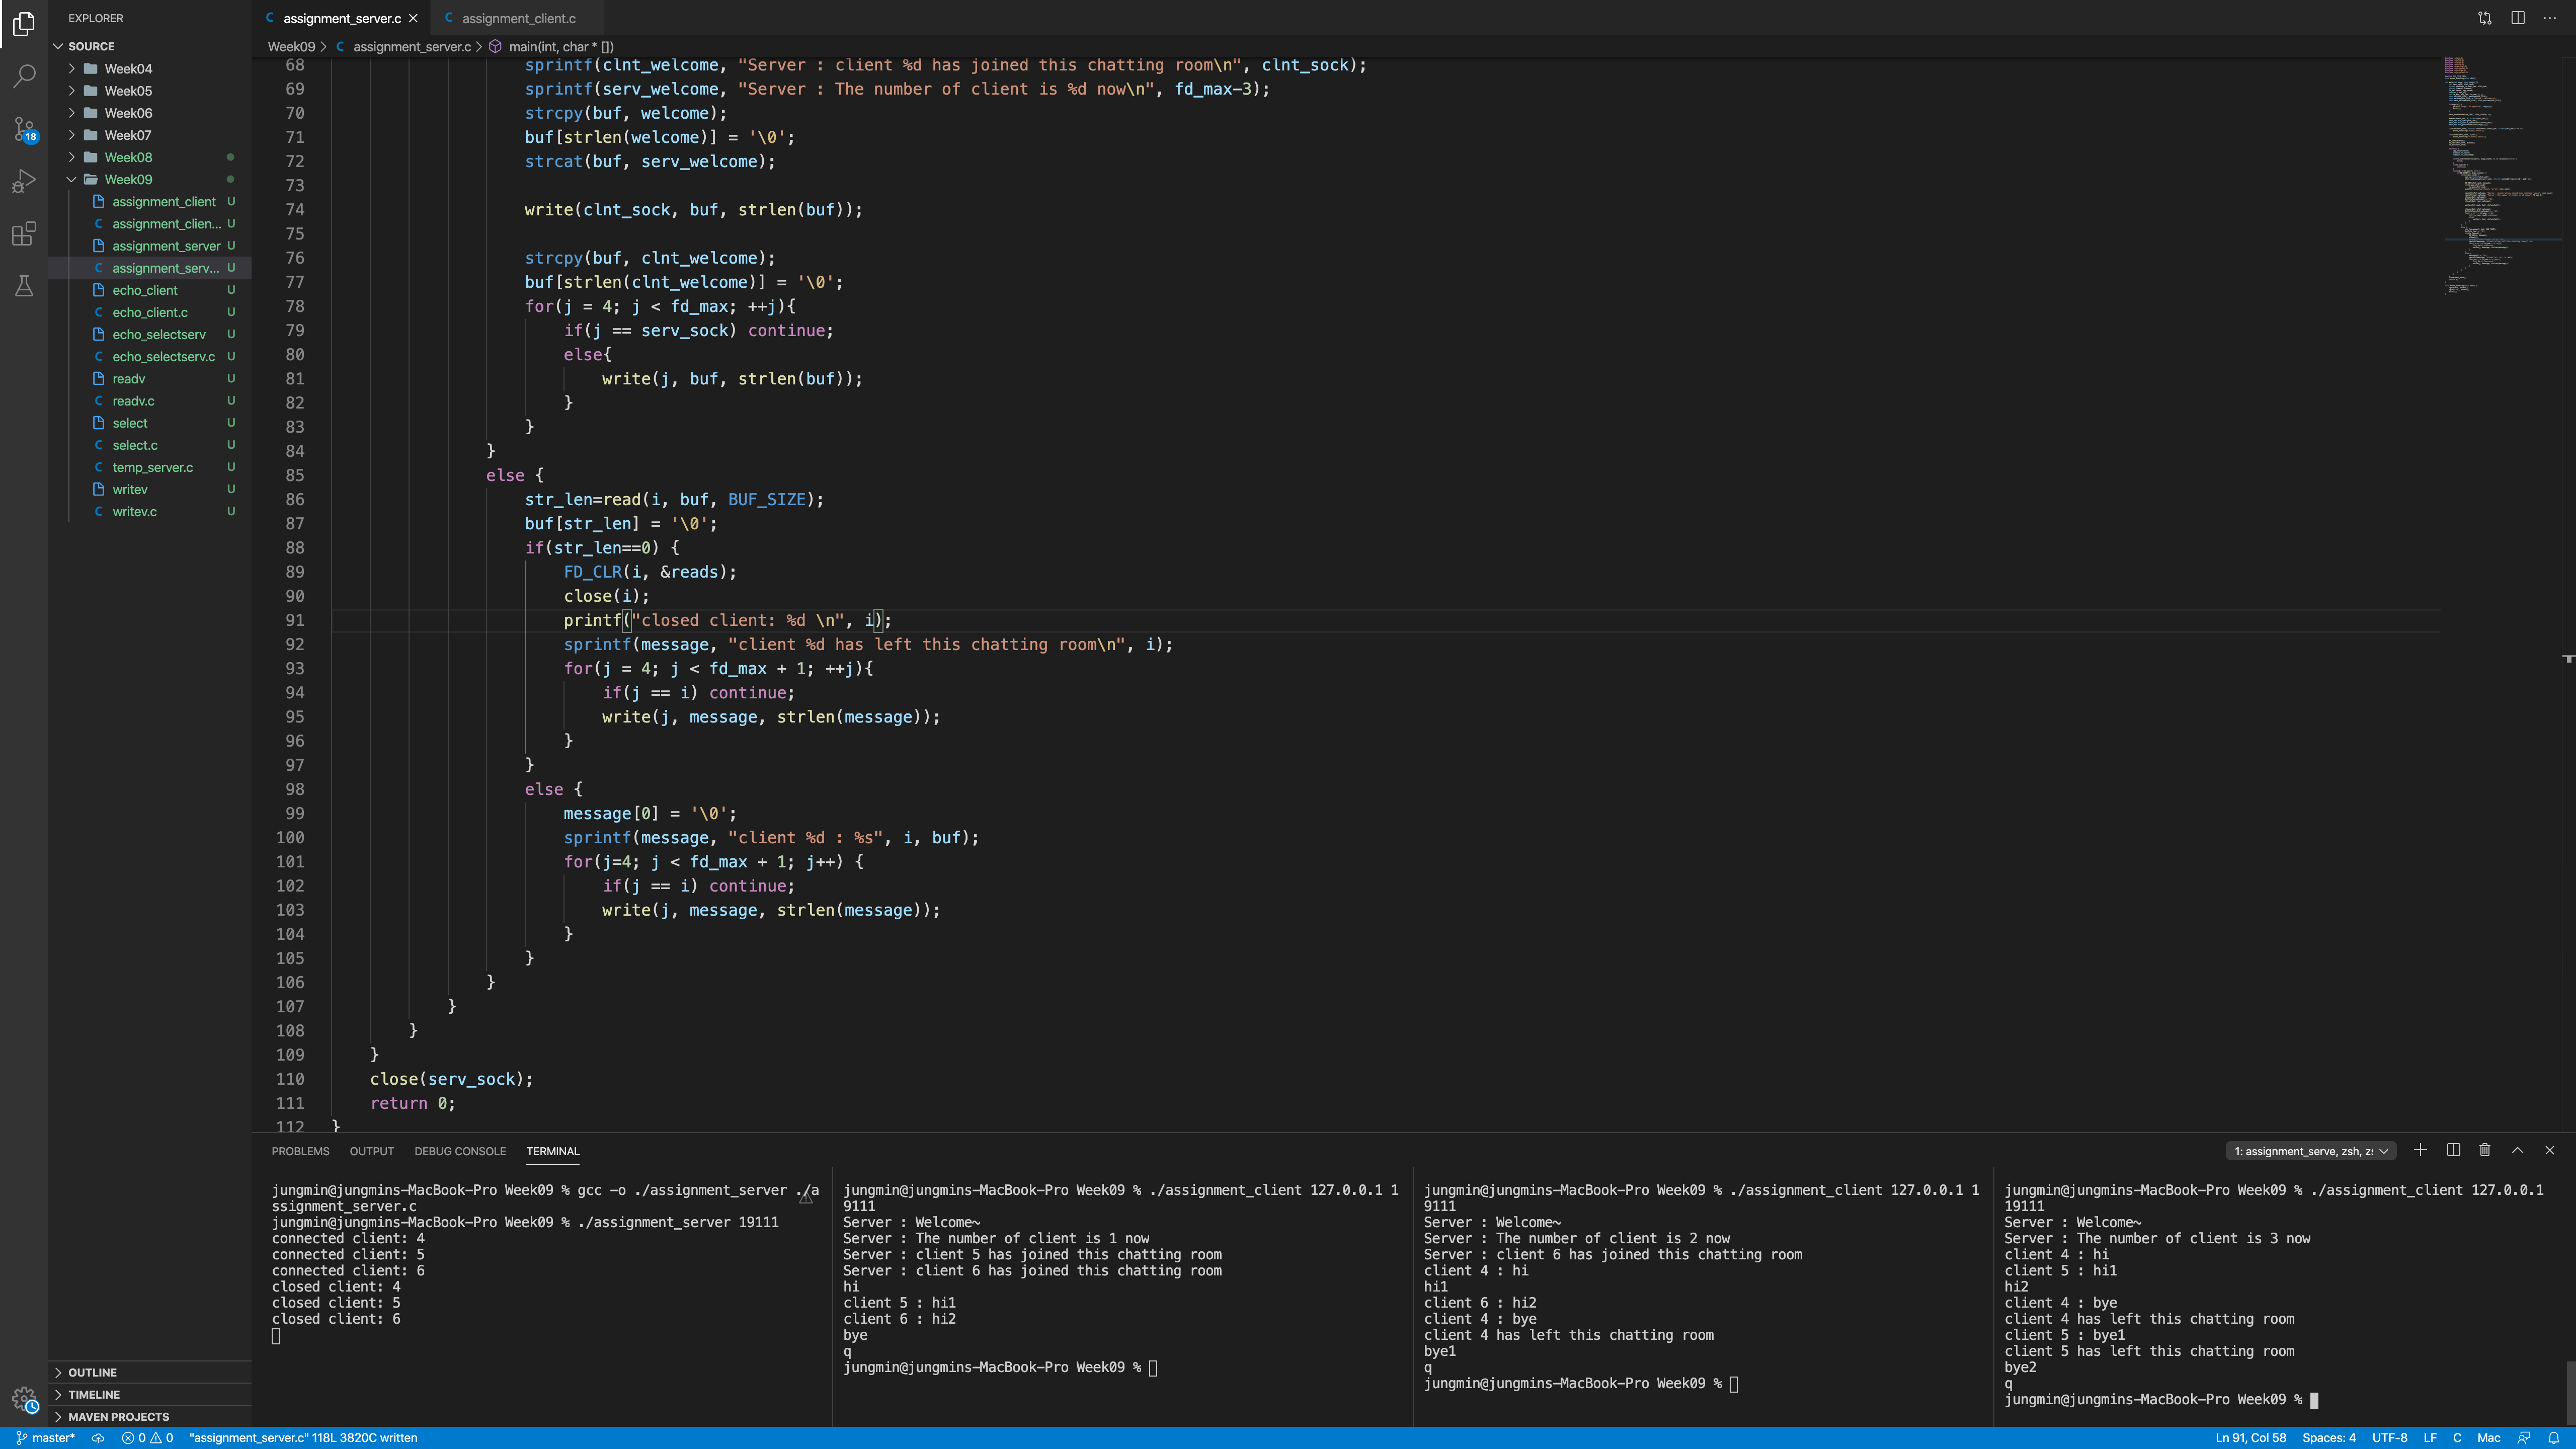 EXPLORER
SOURCE
Week04
Week05
Week06
Week07
Week08
Week09
assignment_client U
assignment_clien... U
assignment_server U
assignment_serv... U
echo_client U
echo_client.c U
echo_selectserv U
echo_selectserv.c U
readv U
readv.c U
select U
select.c U
temp_server.c U
writev U
writev.c U
OUTLINE
TIMELINE
MAVEN PROJECTS
18
assignment_server.c
assignment_client.c
Week09 > C assignment_server.c > main(int, char * [])
68 sprintf(clnt_welcome, "Server : client %d has joined this chatting room\n", clnt_sock);
69 sprintf(serv_welcome, "Server : The number of client is %d now\n", fd_max-3);
70 strcpy(buf, welcome);
71 buf[strlen(welcome)] = '\0';
72 strcat(buf, serv_welcome);
73
74 write(clnt_sock, buf, strlen(buf));
75
76 strcpy(buf, clnt_welcome);
77 buf[strlen(clnt_welcome)] = '\0';
78 for(j = 4; j < fd_max; ++j){
79 if(j == serv_sock) continue;
80 else{
81 write(j, buf, strlen(buf));
82 }
83 }
84 }
85 else {
86 str_len=read(i, buf, BUF_SIZE);
87 buf[str_len] = '\0';
88 if(str_len==0) {
89 FD_CLR(i, &reads);
90 close(i);
91 printf("closed client: %d \n", i);
92 sprintf(message, "client %d has left this chatting room\n", i);
93 for(j = 4; j < fd_max + 1; ++j){
94 if(j == i) continue;
95 write(j, message, strlen(message));
96 }
97 }
98 else {
99 message[0] = '\0';
100 sprintf(message, "client %d : %s", i, buf);
101 for(j=4; j < fd_max + 1; j++) {
102 if(j == i) continue;
103 write(j, message, strlen(message));
104 }
105 }
106 }
107 }
108 }
109 }
110 close(serv_sock);
111 return 0;
112 }
PROBLEMS OUTPUT DEBUG CONSOLE TERMINAL
1: assignment_serve, zsh, z
jungmin@jungmins-MacBook-Pro Week09 % gcc -o ./assignment_server ./a
ssignment_server.c
jungmin@jungmins-MacBook-Pro Week09 % ./assignment_server 19111
connected client: 4
connected client: 5
connected client: 6
closed client: 4
closed client: 5
closed client: 6
jungmin@jungmins-MacBook-Pro Week09 % ./assignment_client 127.0.0.1 1
9111
Server : Welcome~
Server : The number of client is 1 now
Server : client 5 has joined this chatting room
Server : client 6 has joined this chatting room
hi
client 5 : hi1
client 6 : hi2
bye
q
jungmin@jungmins-MacBook-Pro Week09 %
jungmin@jungmins-MacBook-Pro Week09 % ./assignment_client 127.0.0.1 1
9111
Server : Welcome~
Server : The number of client is 2 now
Server : client 6 has joined this chatting room
client 4 : hi
hi1
client 6 : hi2
client 4 : bye
client 4 has left this chatting room
bye1
q
jungmin@jungmins-MacBook-Pro Week09 %
jungmin@jungmins-MacBook-Pro Week09 % ./assignment_client 127.0.0.1
19111
Server : Welcome~
Server : The number of client is 3 now
client 4 : hi
client 5 : hi1
hi2
client 4 : bye
client 4 has left this chatting room
client 5 : bye1
client 5 has left this chatting room
bye2
q
jungmin@jungmins-MacBook-Pro Week09 %
master* 0 0 "assignment_server.c" 118L 3820C written
Ln 91, Col 58 Spaces: 4 UTF-8 LF C Mac